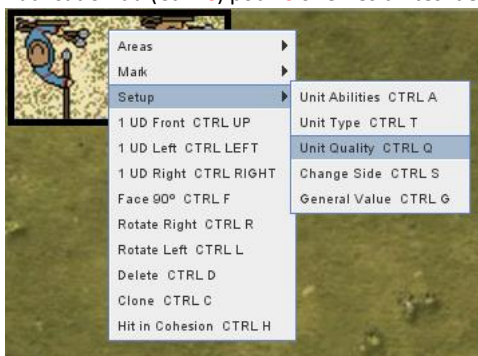 Areas
Mark
Setup
Unit Abilities CTRL A
1 UD Front CTRL UP
Unit Type CTRL T
1 UD Left CTRL LEFT
Unit Quality CTRL Q
1 UD Right CTRL RIGHT
Change Side CTRL S
Face 90º CTRL F
General Value CTRL G
Rotate Right CTRL R
Rotate Left CTRL L
Delete CTRL D
Clone CTRL C
Hit in Cohesion CTRL H